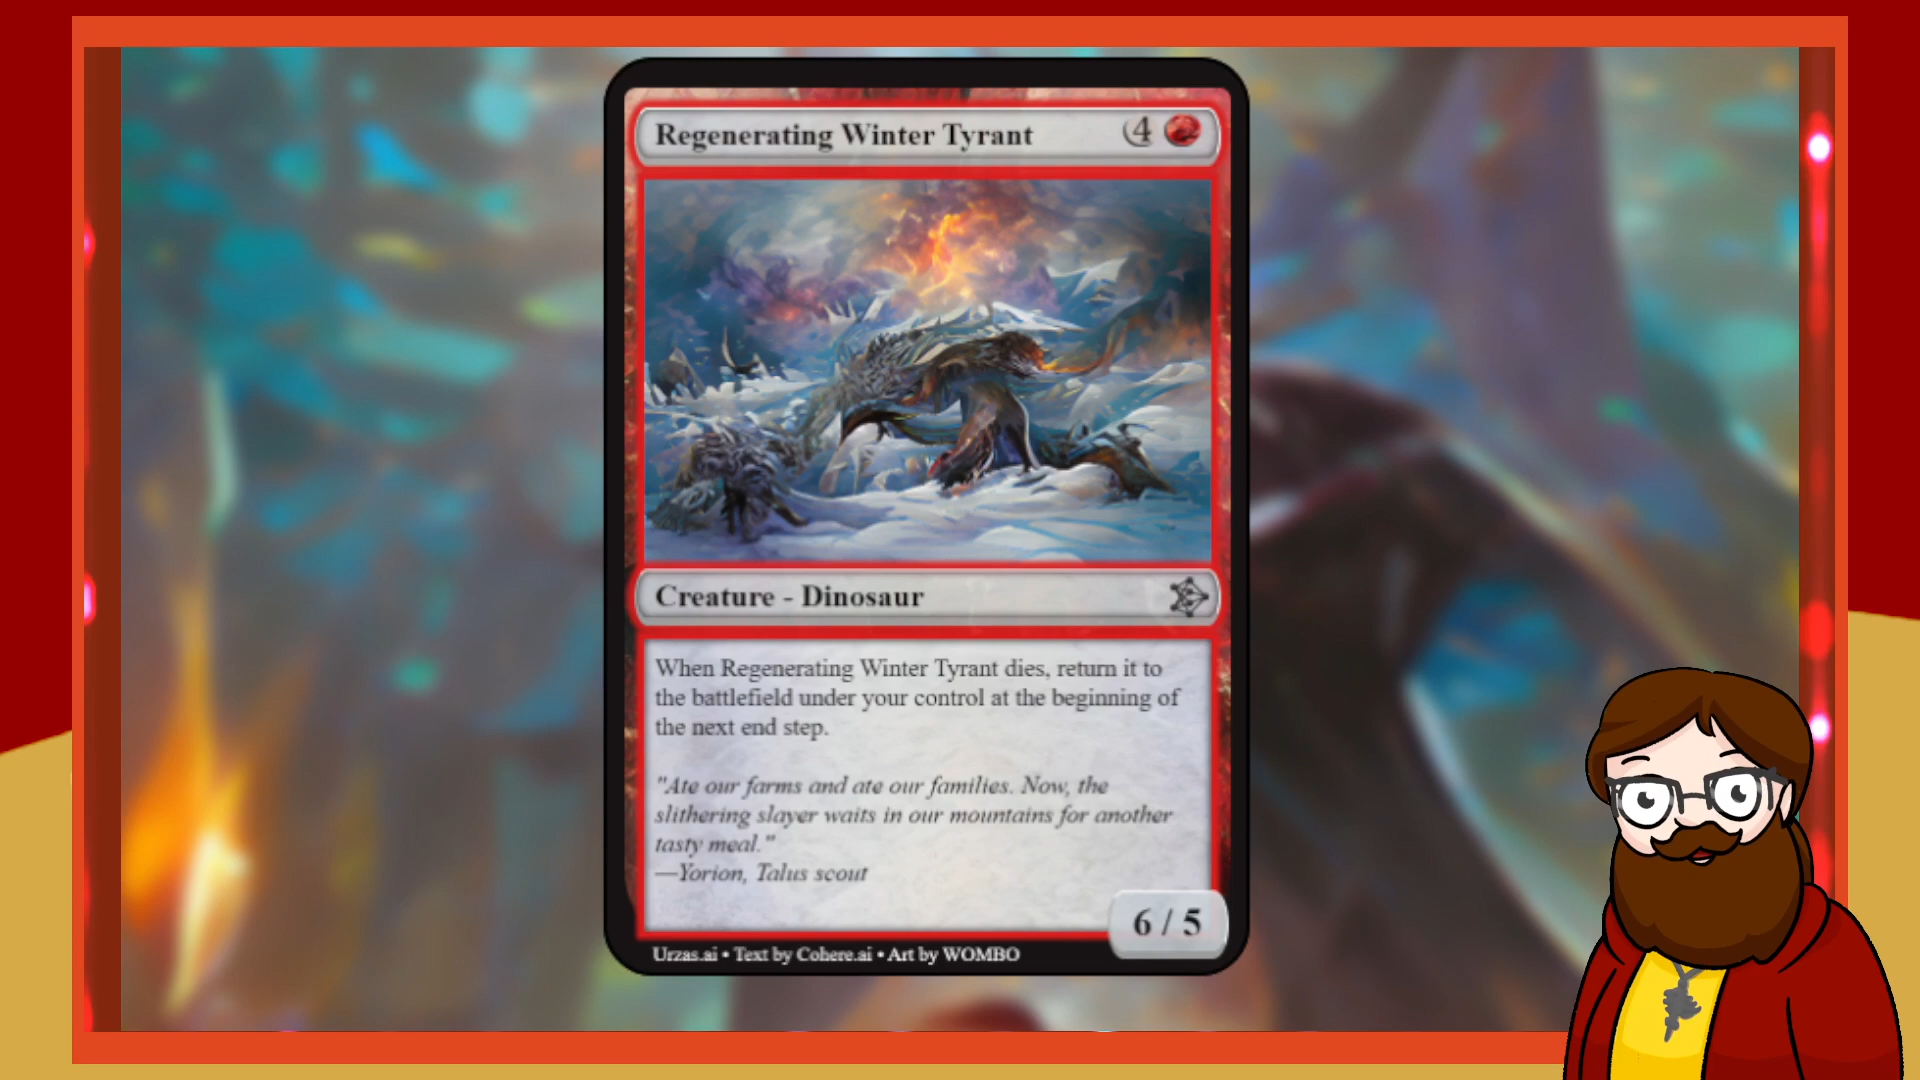 Regenerating Winter Tyrant 4
Creature - Dinosaur
When Regenerating Winter Tyrant dies, return it to
the battlefield under your control at the beginning of
the next end step.
"Ate our farms and ate our families. Now, the
slithering slayer waits in our mountains for another
tasty meal."
—Yorion, Talus scout
6 / 5
Urzas.ai • Text by Cohere.ai • Art by WOMBO